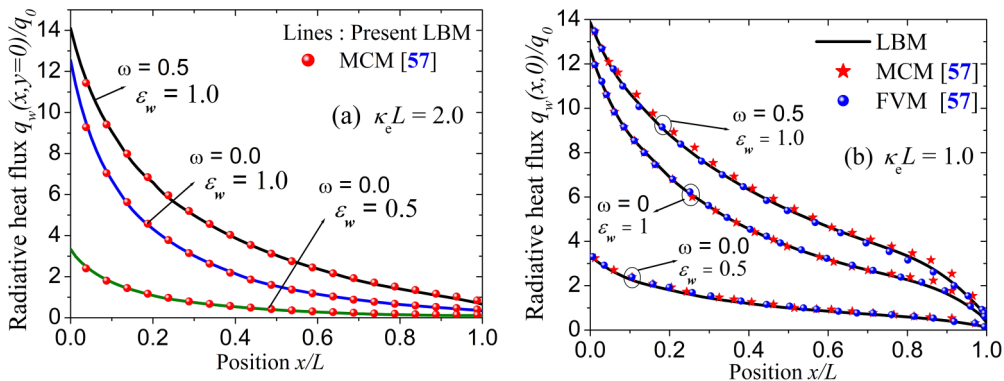 14
12
10
8
6
4
2
0
Radiative heat flux q_w(x,y=0)/q_0
Lines : Present LBM
MCM [57]
ω = 0.5
ε_w = 1.0
(a) κ_e L = 2.0
ω = 0.0
ε_w = 1.0
ω = 0.0
ε_w = 0.5
0.0 0.2 0.4 0.6 0.8 1.0
Position x/L
14
12
10
8
6
4
2
0
Radiative heat flux q_w(x,0)/q_0
LBM
MCM [57]
FVM [57]
ω = 0.5
ε_w = 1.0
(b) κ_e L = 1.0
ω = 0
ε_w = 1
ω = 0.0
ε_w = 0.5
0.0 0.2 0.4 0.6 0.8 1.0
Position x/L